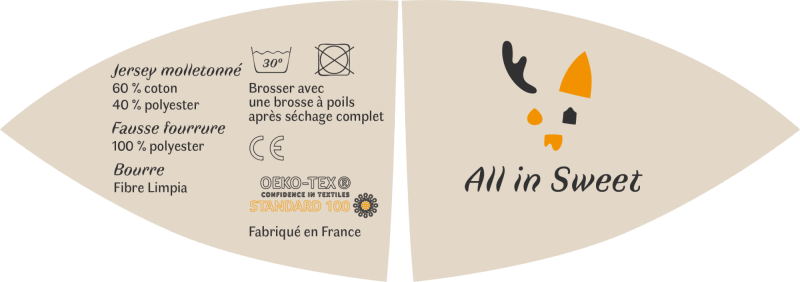 Jersey molletonné
60 % coton
40 % polyester
Fausse fourrure
100 % polyester
Bourre
Fibre Limpia
30°
Brosser avec
une brosse à poils
après séchage complet
CE
OEKO-TEX®
CONFIDENCE IN TEXTILES
STANDARD 100
Fabriqué en France
All in Sweet